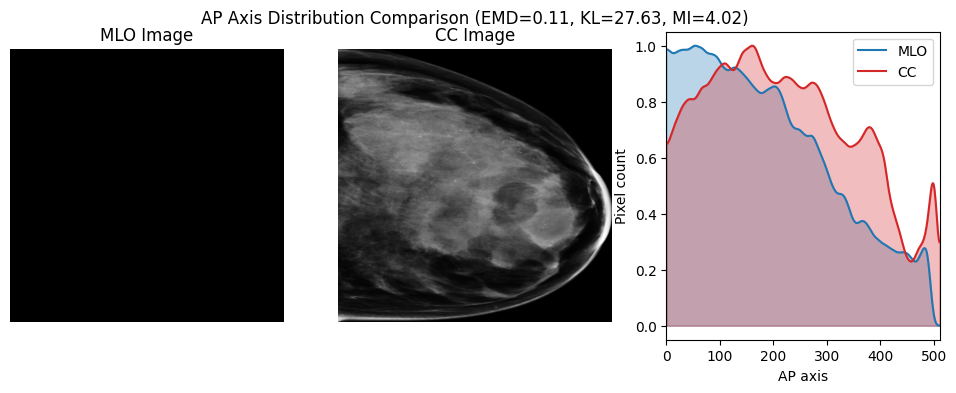 AP Axis Distribution Comparison (EMD=0.11, KL=27.63, MI=4.02)
MLO Image
CC Image
MLO
CC
1.0
0.8
0.6
0.4
0.2
0.0
Pixel count
0 100 200 300 400 500
AP axis